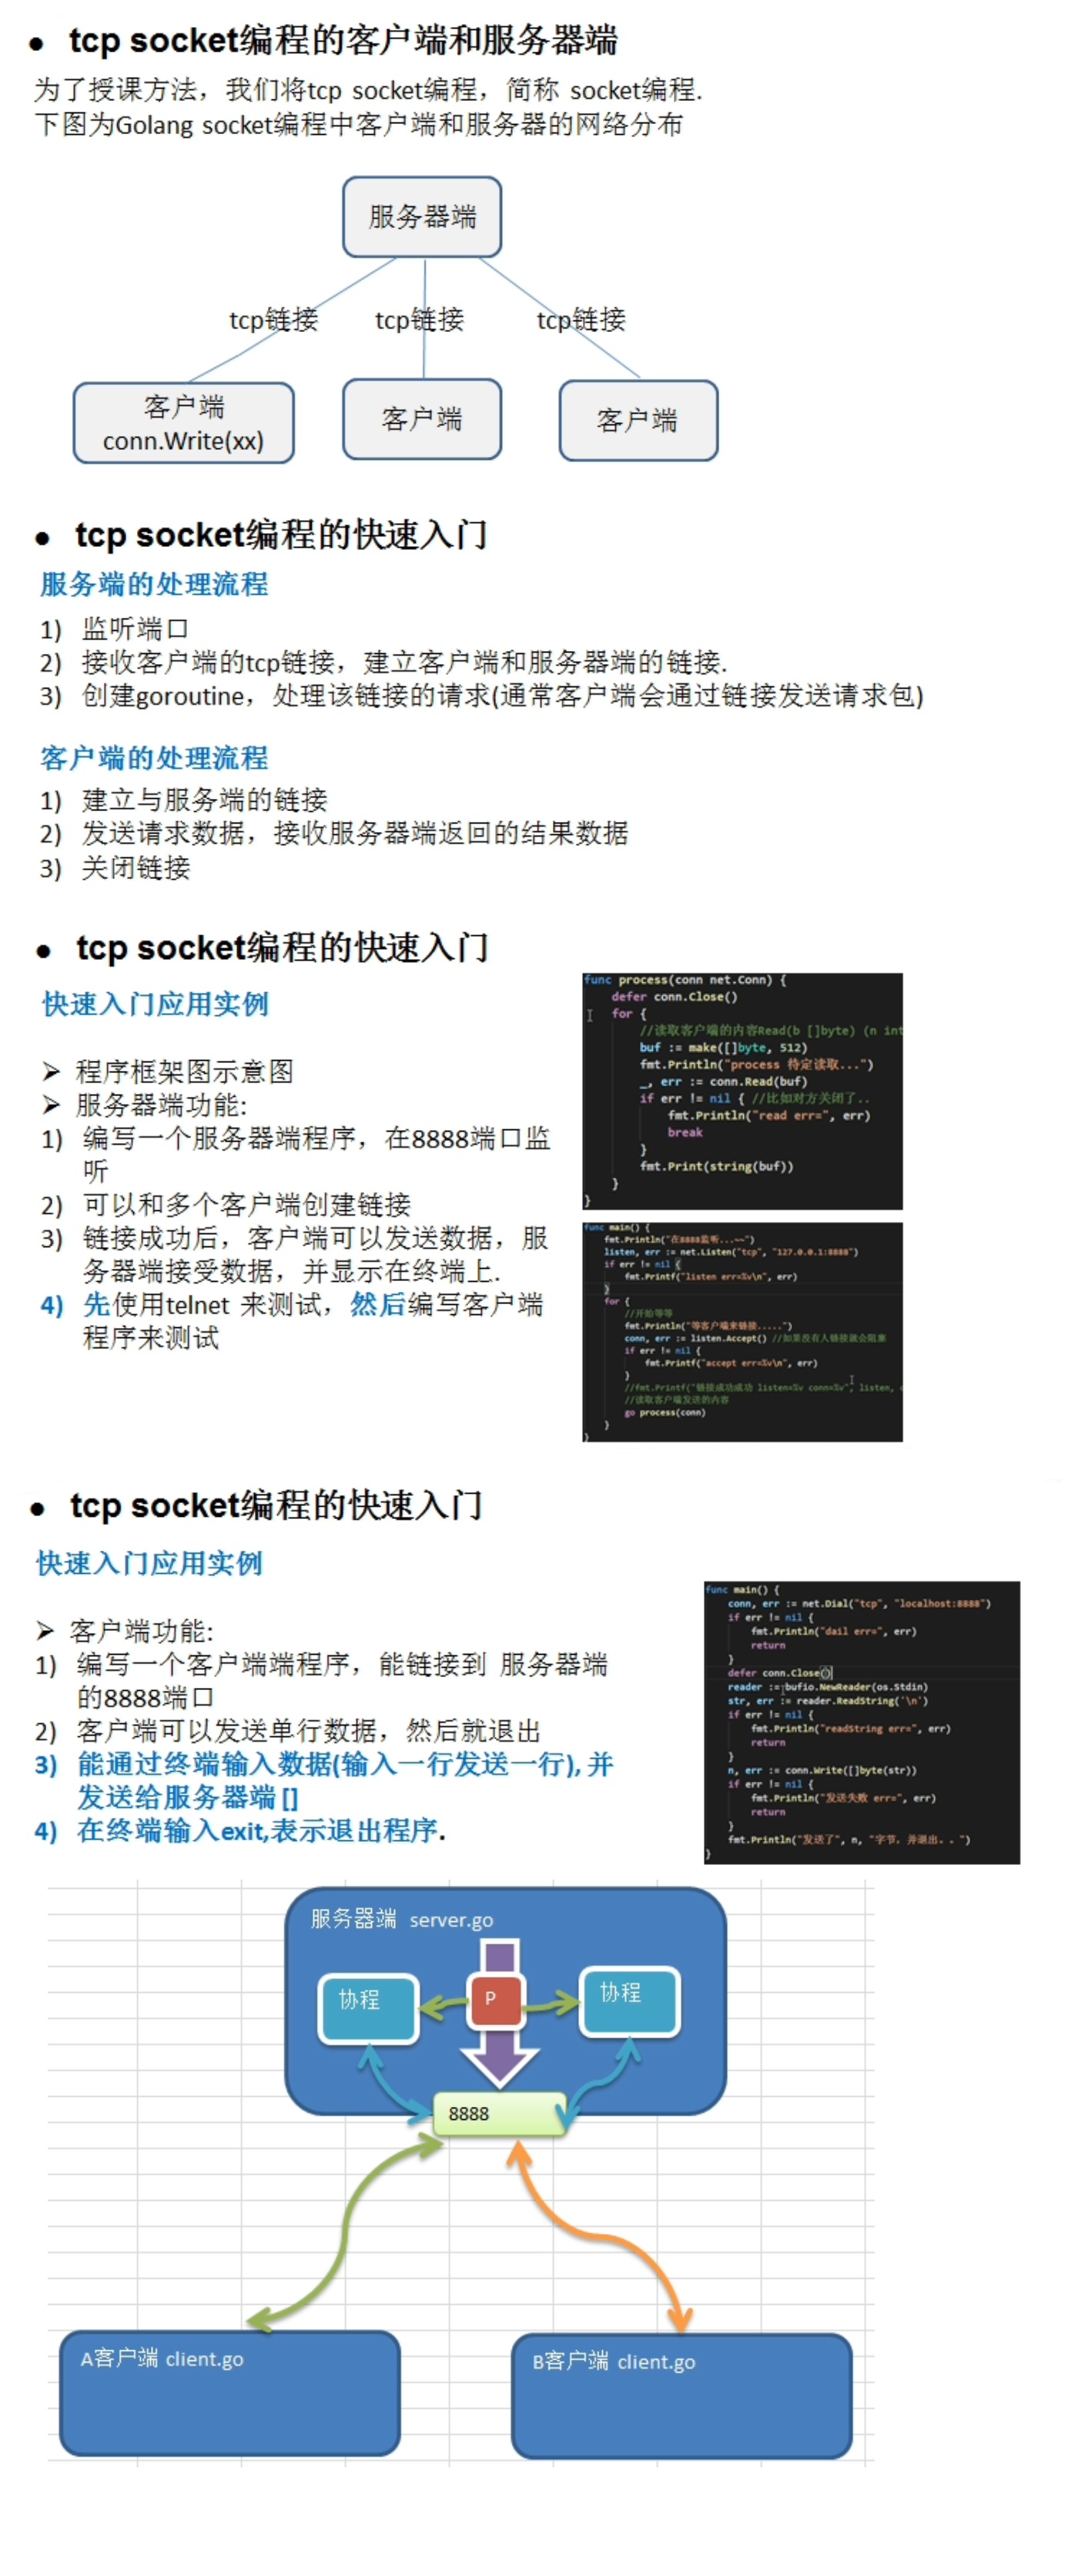 ● tcp socket编程的客户端和服务器端
为了授课方法，我们将tcp socket编程，简称 socket编程.
下图为Golang socket编程中客户端和服务器的网络分布
服务器端
tcp链接 tcp链接 tcp链接
客户端
conn.Write(xx)
客户端
客户端
● tcp socket编程的快速入门
服务端的处理流程
1) 监听端口
2) 接收客户端的tcp链接，建立客户端和服务器端的链接.
3) 创建goroutine，处理该链接的请求(通常客户端会通过链接发送请求包)
客户端的处理流程
1) 建立与服务端的链接
2) 发送请求数据，接收服务器端返回的结果数据
3) 关闭链接
● tcp socket编程的快速入门
快速入门应用实例
➢ 程序框架图示意图
➢ 服务器端功能:
1) 编写一个服务器端程序，在8888端口监
听
2) 可以和多个客户端创建链接
3) 链接成功后，客户端可以发送数据，服
务器端接受数据，并显示在终端上.
4) 先使用telnet 来测试，然后编写客户端
程序来测试
func process(conn net.Conn) {
defer conn.Close()
for {
//读取客户端的内容Read(b []byte) (n int
buf := make([]byte, 512)
fmt.Println("process 待定读取...")
_, err := conn.Read(buf)
if err != nil { //比如对方关闭了..
fmt.Println("read err=", err)
break
}
fmt.Print(string(buf))
}
}
func main() {
fmt.Println("在8888监听...~~")
listen, err := net.Listen("tcp", "127.0.0.1:8888")
if err != nil {
fmt.Printf("listen err=%v\n", err)
}
for {
//开始等等
fmt.Println("等客户端来链接.....")
conn, err := listen.Accept() //如果没有人链接就会阻塞
if err != nil {
fmt.Printf("accept err=%v\n", err)
}
//fmt.Printf("链接成功成功 listen=%v conn=%v", listen,
//读取客户端发送的内容
go process(conn)
}
}
● tcp socket编程的快速入门
快速入门应用实例
➢ 客户端功能:
1) 编写一个客户端端程序，能链接到 服务器端
的8888端口
2) 客户端可以发送单行数据，然后就退出
3) 能通过终端输入数据(输入一行发送一行), 并
发送给服务器端 []
4) 在终端输入exit,表示退出程序.
func main() {
conn, err := net.Dial("tcp", "localhost:8888")
if err != nil {
fmt.Println("dail err=", err)
return
}
defer conn.Close()
reader := bufio.NewReader(os.Stdin)
str, err := reader.ReadString('\n')
if err != nil {
fmt.Println("readString err=", err)
return
}
n, err := conn.Write([]byte(str))
if err != nil {
fmt.Println("发送失败 err=", err)
return
}
fmt.Println("发送了", n, "字节，并退出. . ")
}
服务器端 server.go
协程
P
协程
8888
A客户端 client.go
B客户端 client.go